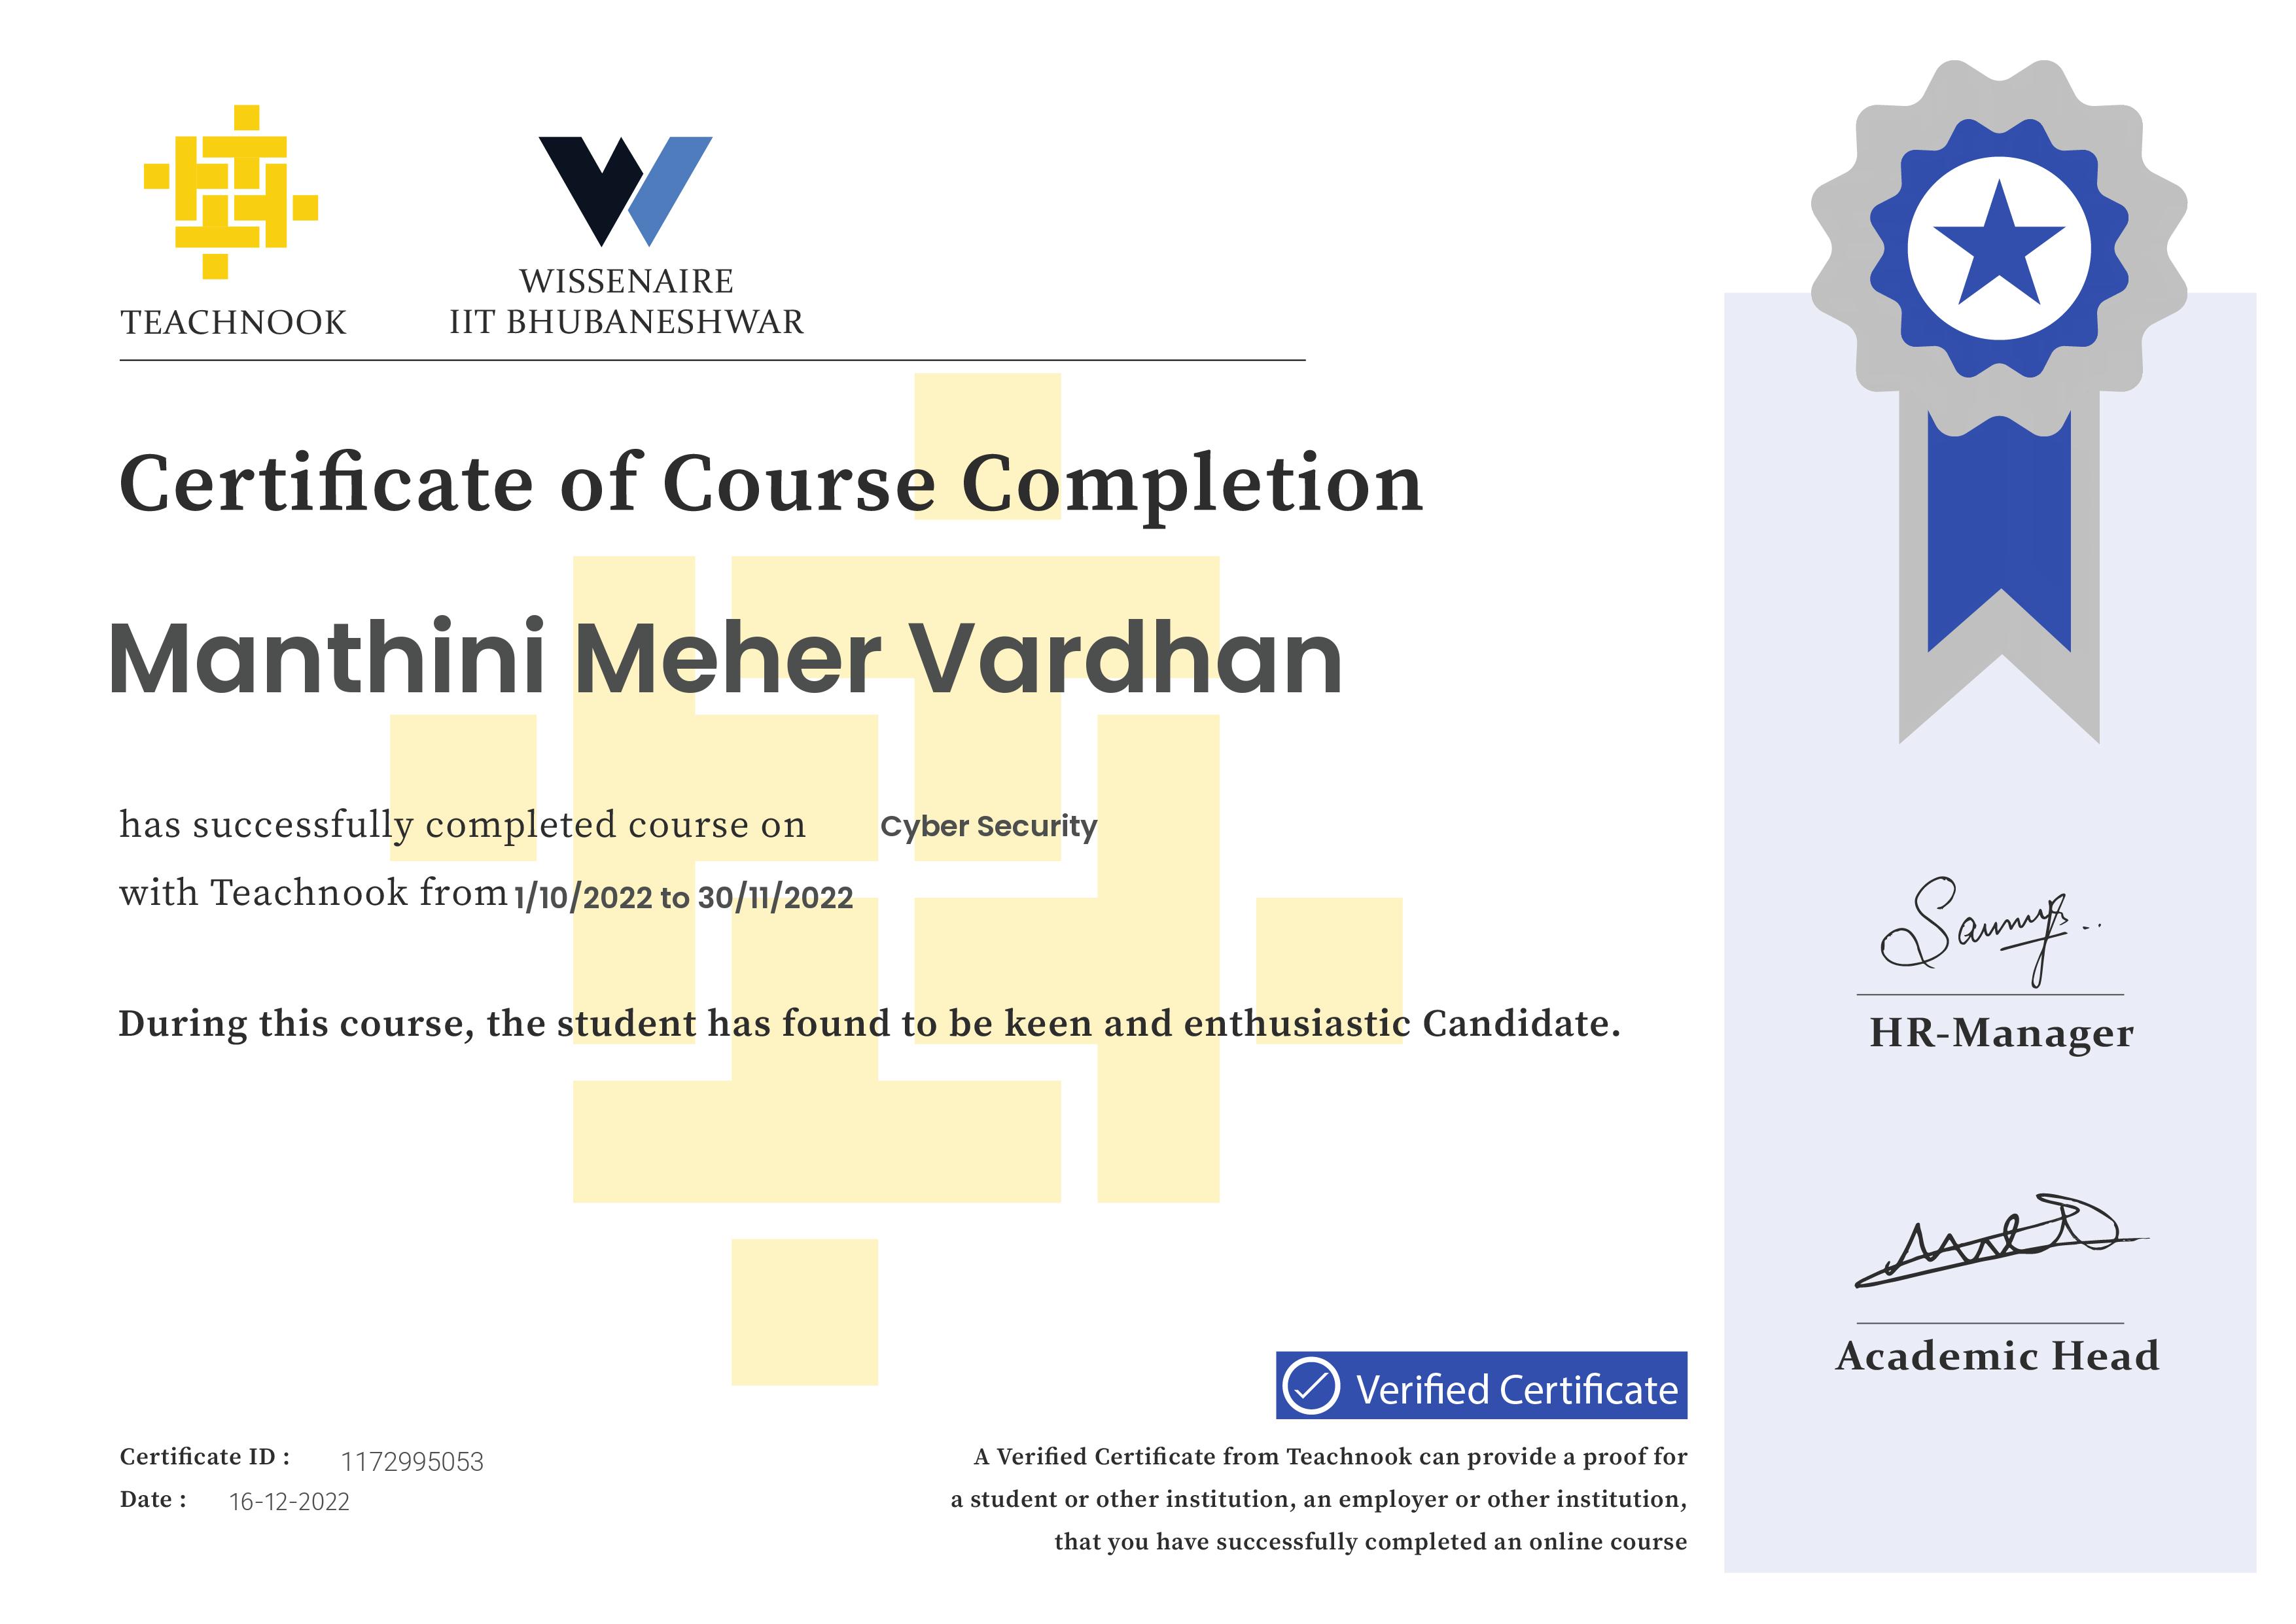 TEACHNOOK
WISSENAIRE
IIT BHUBANESHWAR
Certificate of Course Completion
Manthini Meher Vardhan
has successfully completed course on Cyber Security
with Teachnook from 1/10/2022 to 30/11/2022
During this course, the student has found to be keen and enthusiastic Candidate.
HR-Manager
Academic Head
Verified Certificate
Certificate ID : 1172995053
Date : 16-12-2022
A Verified Certificate from Teachnook can provide a proof for
a student or other institution, an employer or other institution,
that you have successfully completed an online course